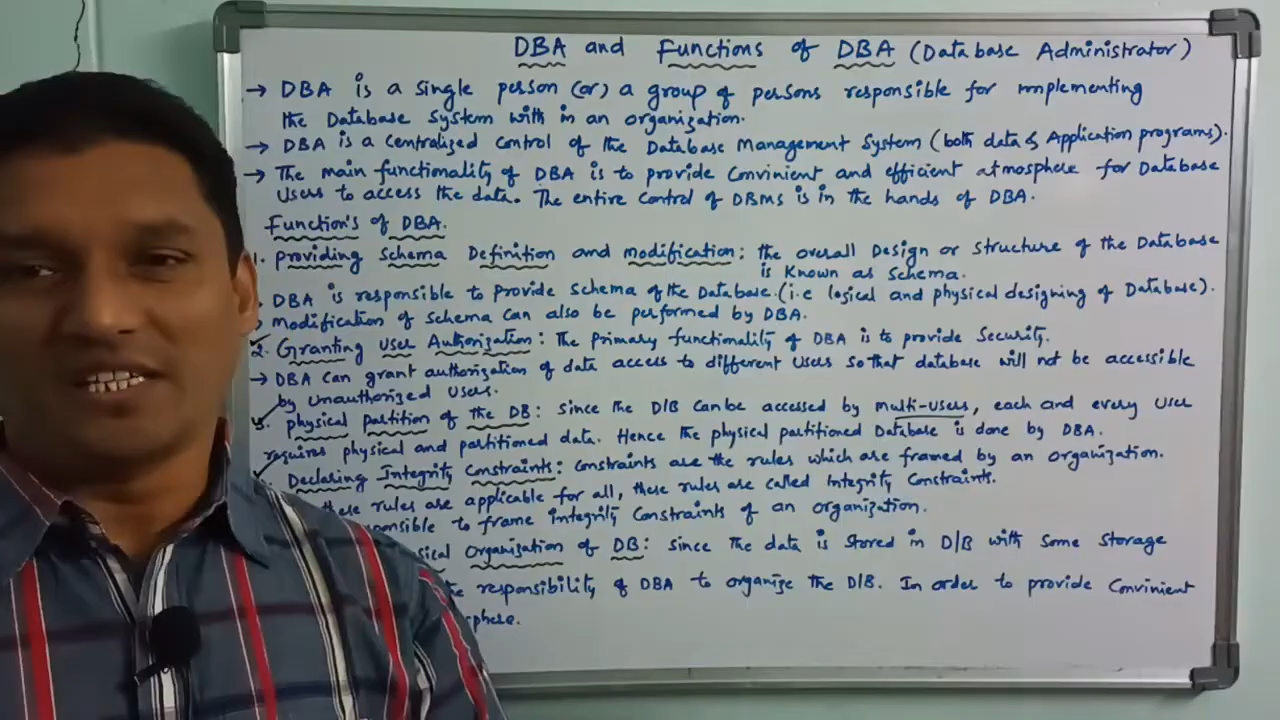 DBA and Functions of DBA (Database Administrator)
→ DBA is a single person (or) a group of persons responsible for implementing
the Database System with in an organization.
→ DBA is a centralized control of the Database Management System (both data & Application programs).
→ The main functionality of DBA is to provide Convinient and efficient atmosphere for Database
Users to access the data. The entire control of DBMS is in the hands of DBA.
Function's of DBA.
1. Providing Schema Definition and modification: The overall Design or structure of the Database
is Known as Schema.
DBA is responsible to provide Schema of the Database. (i.e logical and physical designing of Database).
Modification of Schema can also be performed by DBA.
2. Granting User Authorization: The primary functionality of DBA is to provide Security.
→ DBA can grant authorization of data access to different Users so that database will not be accessible
by unauthorized users.
3. physical partition of the DB: Since the D/B can be accessed by multi-users, each and every user
requires physical and partitioned data. Hence the physical partitioned Database is done by DBA.
Declaring Integrity Constraints: Constraints are the rules which are framed by an organization.
these rules are applicable for all, these rules are called Integrity Constraints.
to frame integrity Constraints of an organization.
Organization of DB: Since the data is stored in D/B with some storage
responsibility of DBA to organize the D/B. In order to provide Convinient